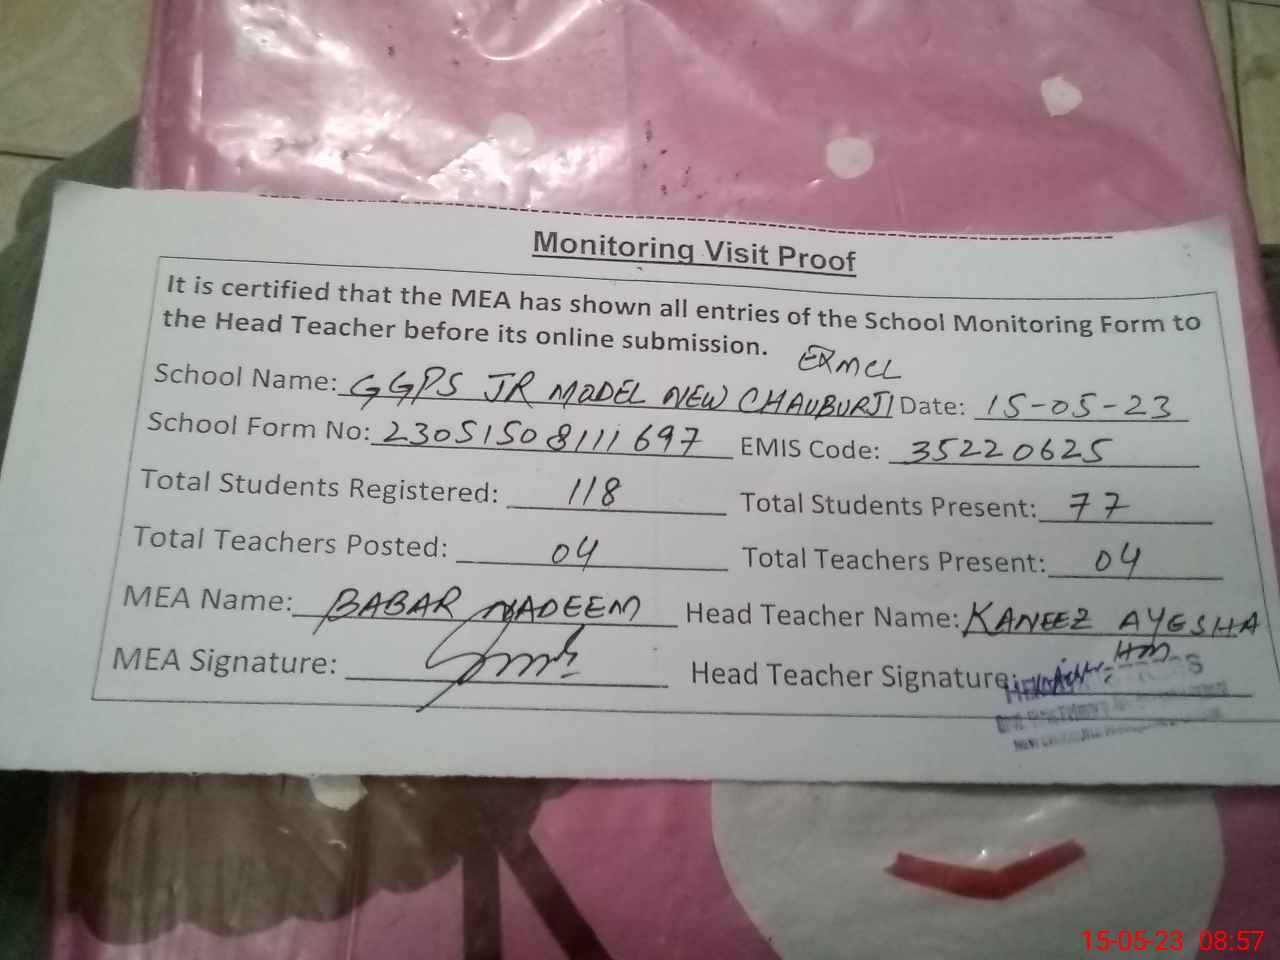 Monitoring Visit Proof
It is certified that the MEA has shown all entries of the School Monitoring Form to
the Head Teacher before its online submission.
School Name: GGPS JR MODEL NEW CHAUBURJI Date: 15-05-23
School Form No: 23051508111697 EMIS Code: 35220625
Total Students Registered: 118 Total Students Present: 77
Total Teachers Posted: 04 Total Teachers Present: 04
MEA Name: BABAR NADEEM Head Teacher Name: KANEEZ AYESHA
HM
MEA Signature: Head Teacher Signature:
15-05-23 08:57